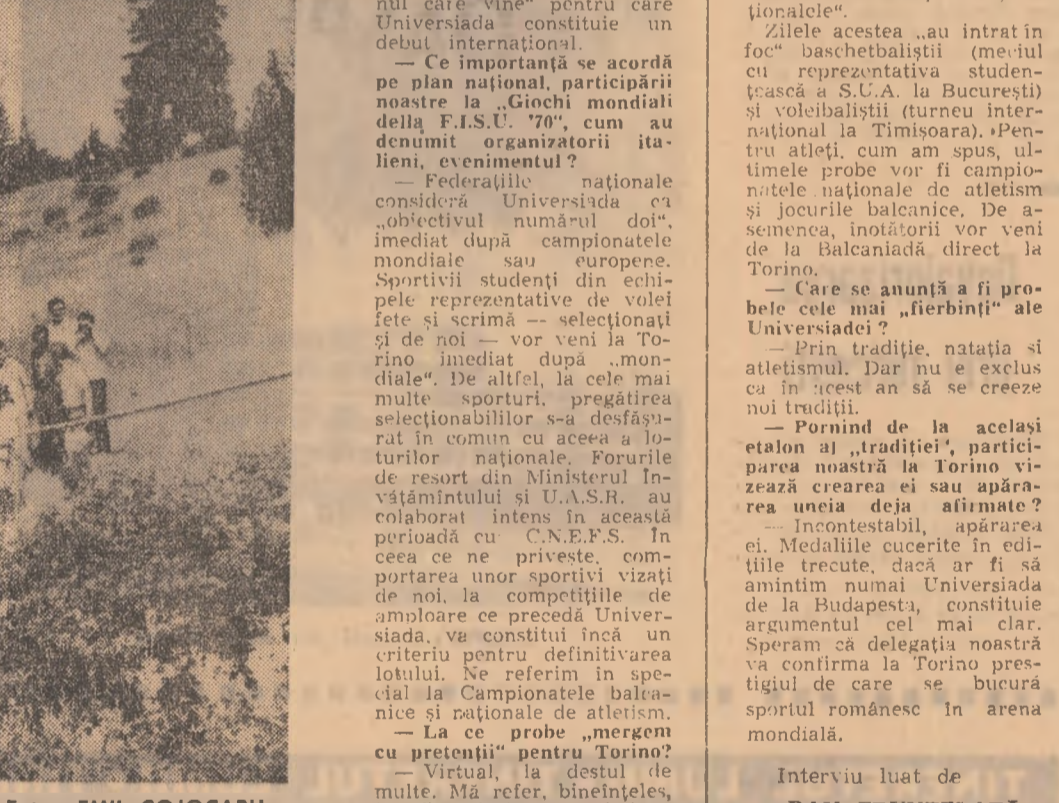 nul care vine" pentru care
Universiada constituie un
debut internațional.
— Ce importanță se acordă
pe plan național, participării
noastre la „Giochi mondiali
della F.I.S.U. '70“, cum au
denumit organizatorii ita-
lieni, evenimentul?
— Federațiile naționale
consideră Universiada ca
„obiectivul numărul doi“,
imediat după campionatele
mondiale sau europene.
Sportivii studenți din echi-
pele reprezentative de volei
fete și scrimă — selecționați
și de noi — vor veni la To-
rino imediat după „mon-
diale“. De altfel, la cele mai
multe sporturi, pregătirea
selecționabililor s-a desfășu-
rat în comun cu aceea a lo-
turilor naționale. Forurile
de resort din Ministerul În-
vățămîntului și U.A.S.R. au
colaborat intens în această
perioadă cu C.N.E.F.S. În
ceea ce ne privește, com-
portarea unor sportivi vizați
de noi, la competițiile de
amploare ce precedă Univer-
siada, va constitui încă un
criteriu pentru definitivarea
lotului. Ne referim în spe-
cial la Campionatele balca-
nice și naționale de atletism.
— La ce probe „mergem
cu pretenții“ pentru Torino?
— Virtual, la destul de
multe. Mă refer, bineînțeles,
ționalele“.
Zilele acestea „au intrat în
foc“ baschetbaliștii (meciul
cu reprezentativa studen-
țească a S.U.A. la București)
și voleibaliștii (turneu inter-
național la Timișoara). Pen-
tru atleți, cum am spus, ul-
timele probe vor fi campio-
natele naționale de atletism
și jocurile balcanice. De a-
semenea, inotătorii vor veni
de la Balcaniadă direct la
Torino.
— Care se anunță a fi pro-
bele cele mai „fierbinți“ ale
Universiadei?
— Prin tradiție, natația și
atletismul. Dar nu e exclus
ca în acest an să se creeze
noi tradiții.
— Pornind de la același
etalon al „tradiției“, partici-
parea noastră la Torino vi-
zează crearea ei sau apăra-
rea uneia deja afirmate?
— Incontestabil, apărarea
ei. Medaliile cucerite în edi-
țiile trecute, dacă ar fi să
amintim numai Universiada
de la Budapesta, constituie
argumentul cel mai clar.
Sperăm că delegația noastră
va confirma la Torino pres-
tigiul de care se bucură
sportul românesc în arena
mondială.
Interviu luat de